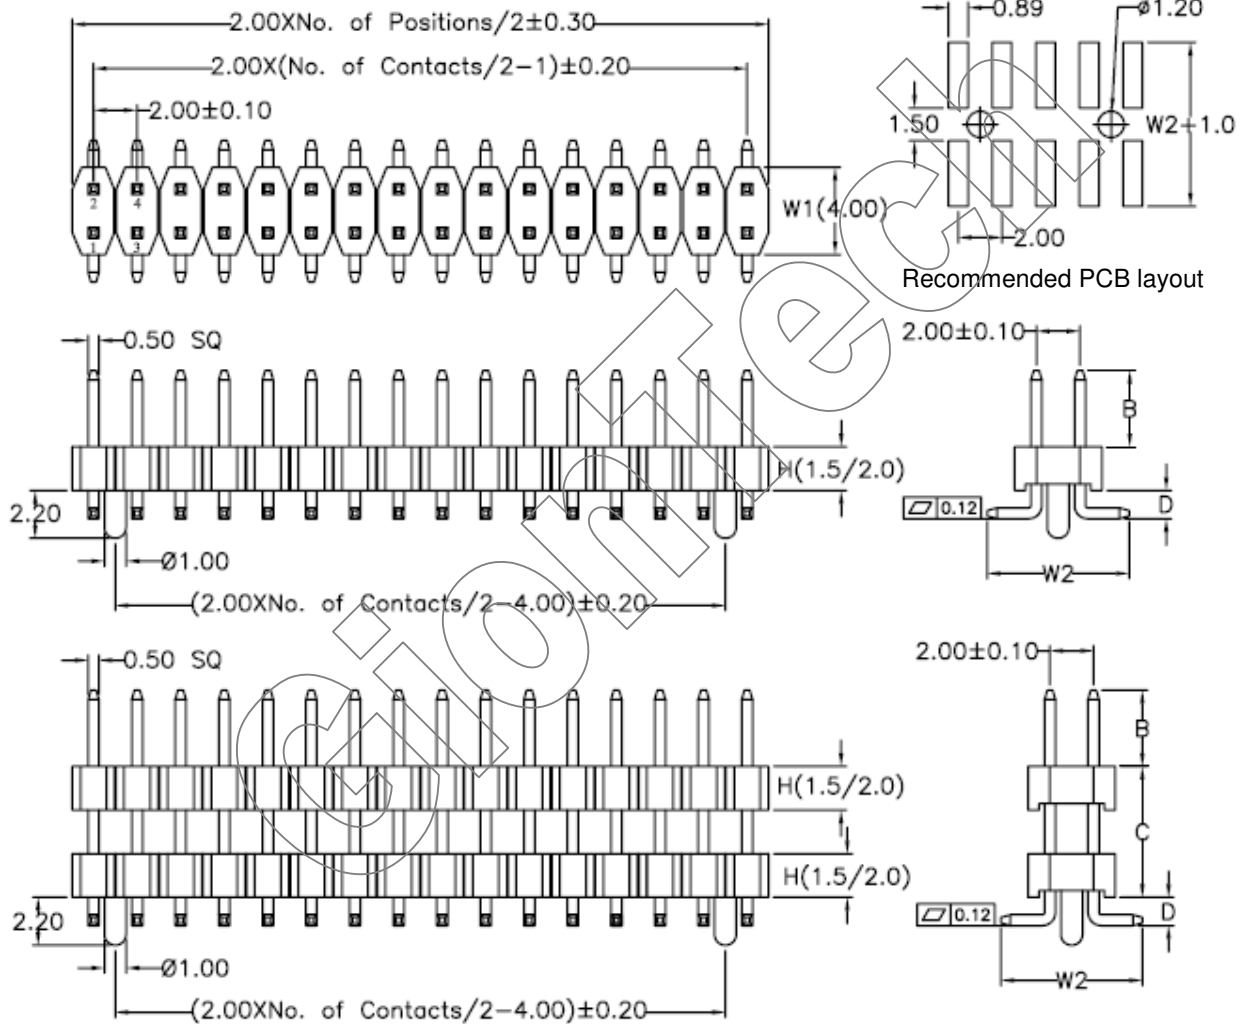 2.00XNo. of Positions/2±0.30
2.00X(No. of Contacts/2-1)±0.20
2.00±0.10
2
4
1
3
W1(4.00)
0.89
ø1.20
1.50
W2+1.0
2.00
Recommended PCB layout
0.50 SQ
H(1.5/2.0)
2.20
Ø1.00
(2.00XNo. of Contacts/2-4.00)±0.20
2.00±0.10
B
D
0.12
W2
GionTech
0.50 SQ
H(1.5/2.0)
H(1.5/2.0)
2.20
Ø1.00
(2.00XNo. of Contacts/2-4.00)±0.20
2.00±0.10
B
C
D
0.12
W2